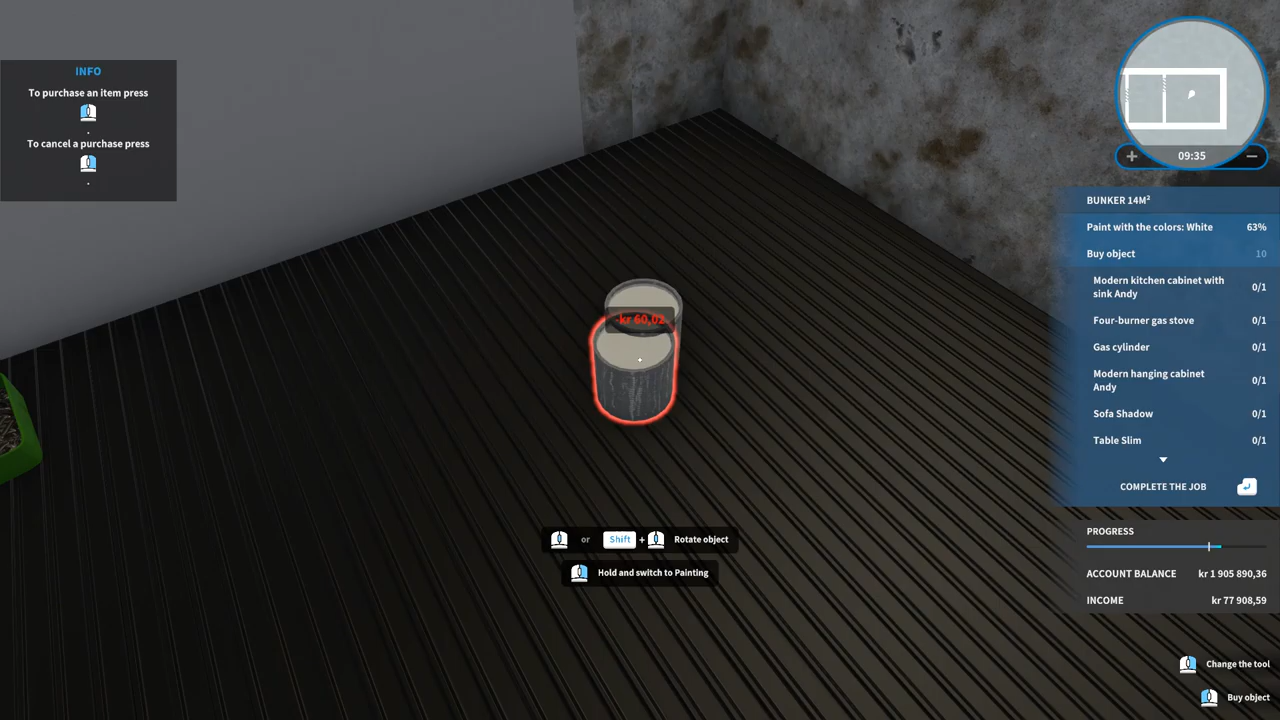 INFO
To purchase an item press
.
To cancel a purchase press
.
09:35
BUNKER 14M²
Paint with the colors: White 63%
Buy object 10
Modern kitchen cabinet with
sink Andy 0/1
Four-burner gas stove 0/1
Gas cylinder 0/1
Modern hanging cabinet
Andy 0/1
Sofa Shadow 0/1
Table Slim 0/1
COMPLETE THE JOB
PROGRESS
ACCOUNT BALANCE kr 1 905 890,36
INCOME kr 77 908,59
-kr 60,02
or Shift + Rotate object
Hold and switch to Painting
Change the tool
Buy object